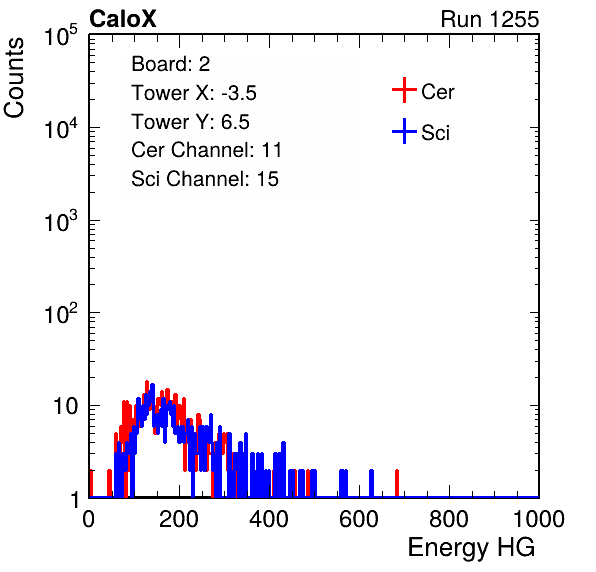 CaloX Run 1255
Counts
Board: 2
Tower X: -3.5
Tower Y: 6.5
Cer Channel: 11
Sci Channel: 15
Cer
Sci
10^5
10^4
10^3
10^2
10
1
0 200 400 600 800 1000
Energy HG